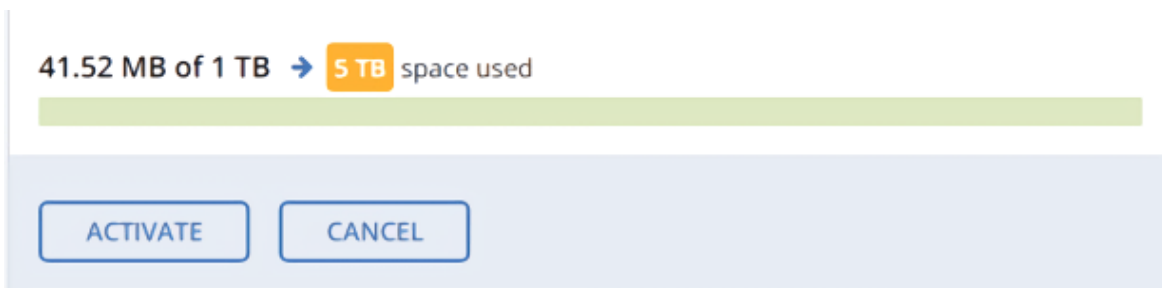 41.52 MB of 1 TB → 5 TB space used
ACTIVATE CANCEL